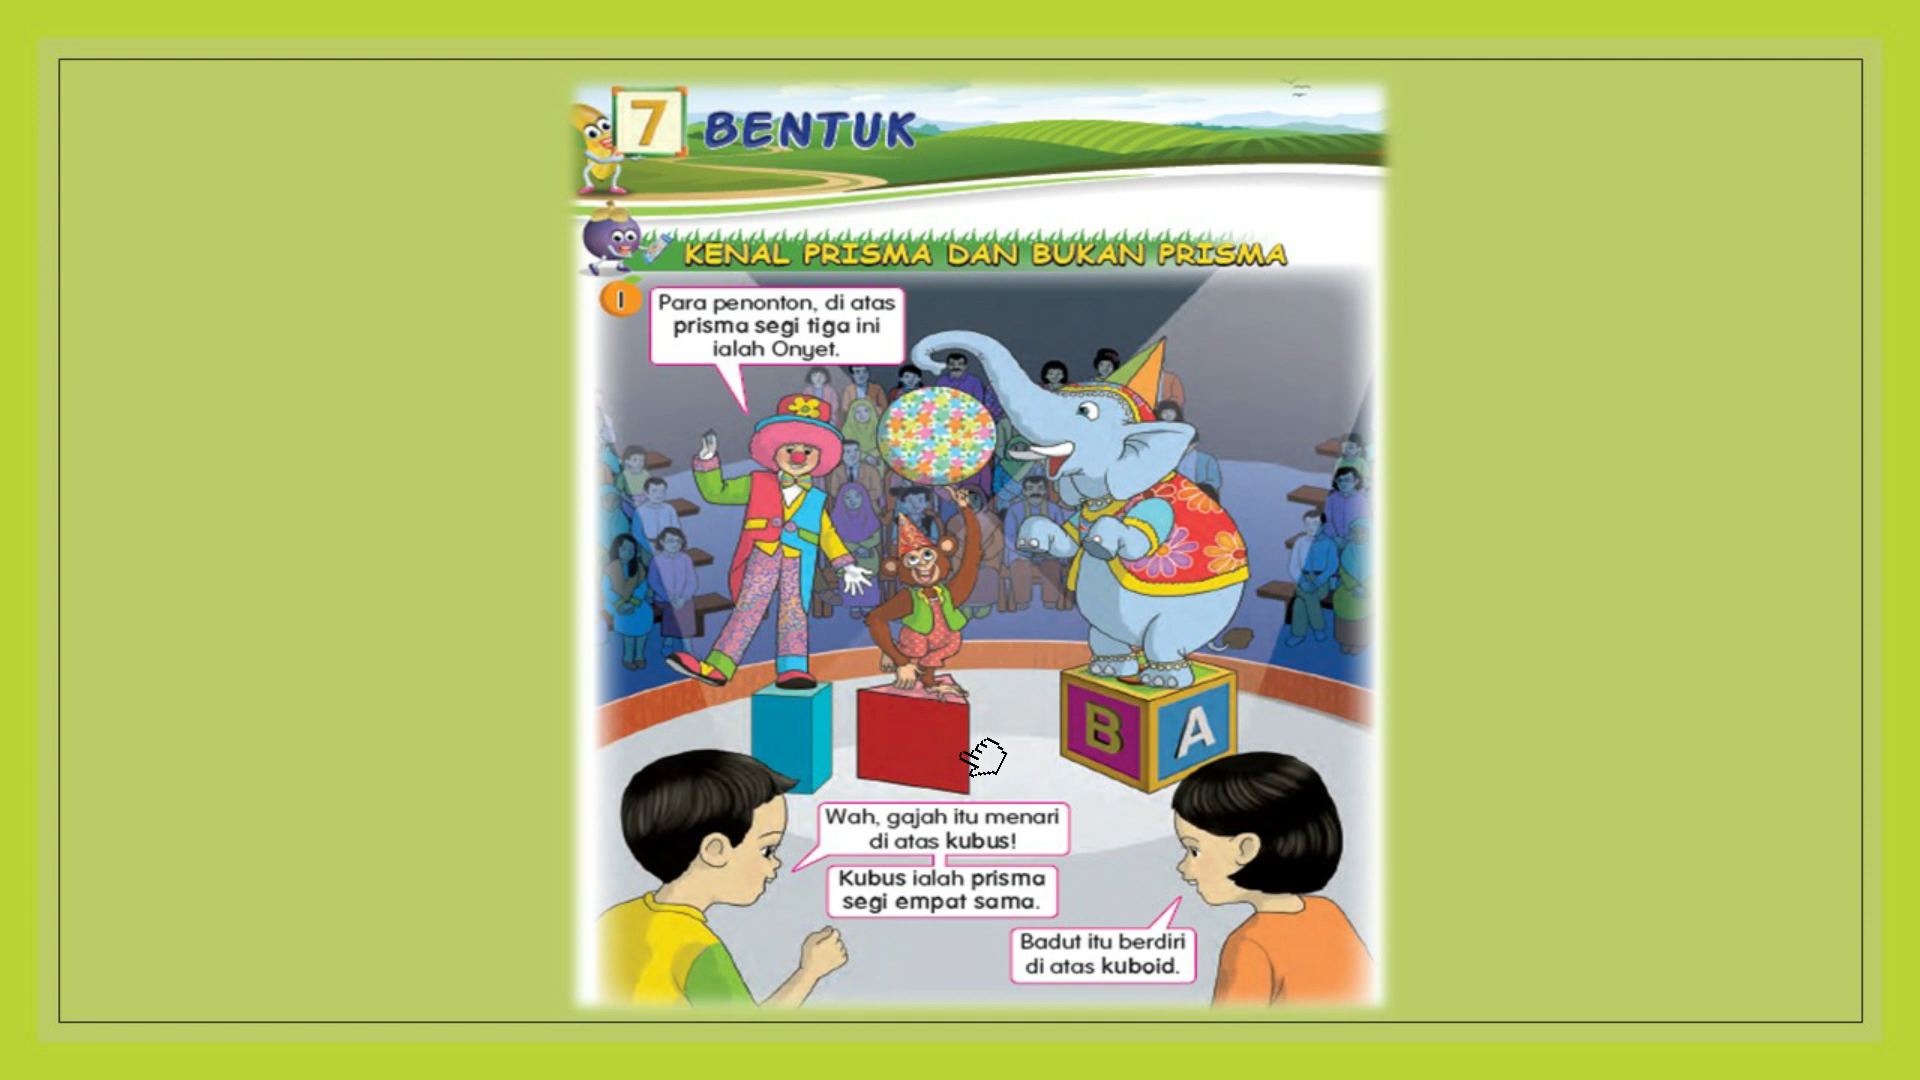 7 BENTUK
KENAL PRISMA DAN BUKAN PRISMA
1
Para penonton, di atas
prisma segi tiga ini
ialah Onyet.
B A
Wah, gajah itu menari
di atas kubus!
Kubus ialah prisma
segi empat sama.
Badut itu berdiri
di atas kuboid.